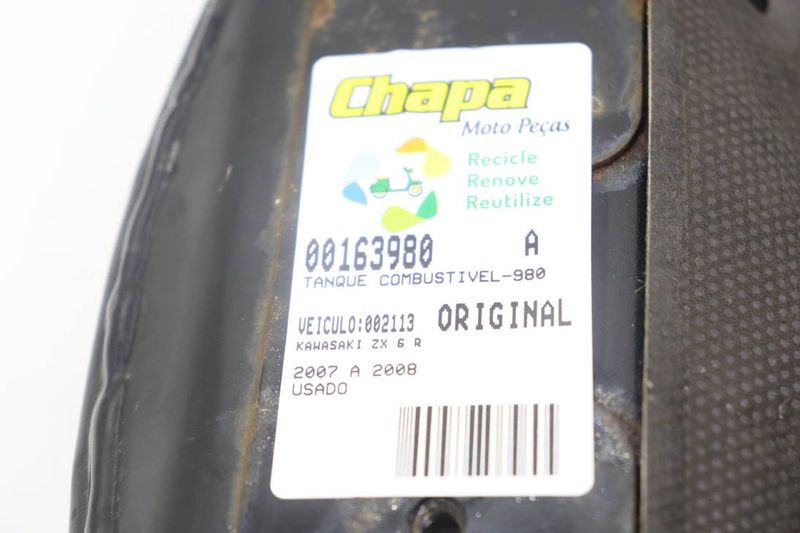 Chapa
Moto Peças
Recicle
Renove
Reutilize
00163980 A
TANQUE COMBUSTIVEL-980
VEICULO:002113 ORIGINAL
KAWASAKI ZX 6 R
2007 A 2008
USADO